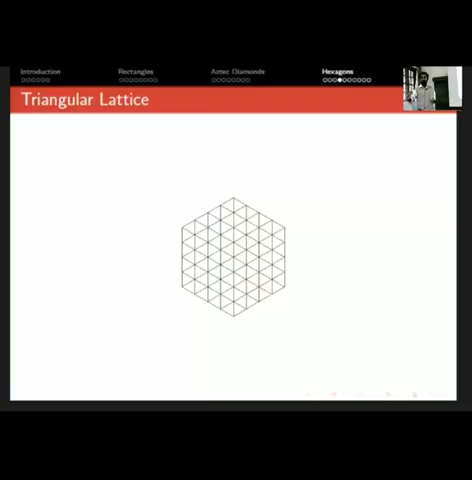 Introduction
Rectangles
Aztec Diamonds
Hexagons
Triangular Lattice